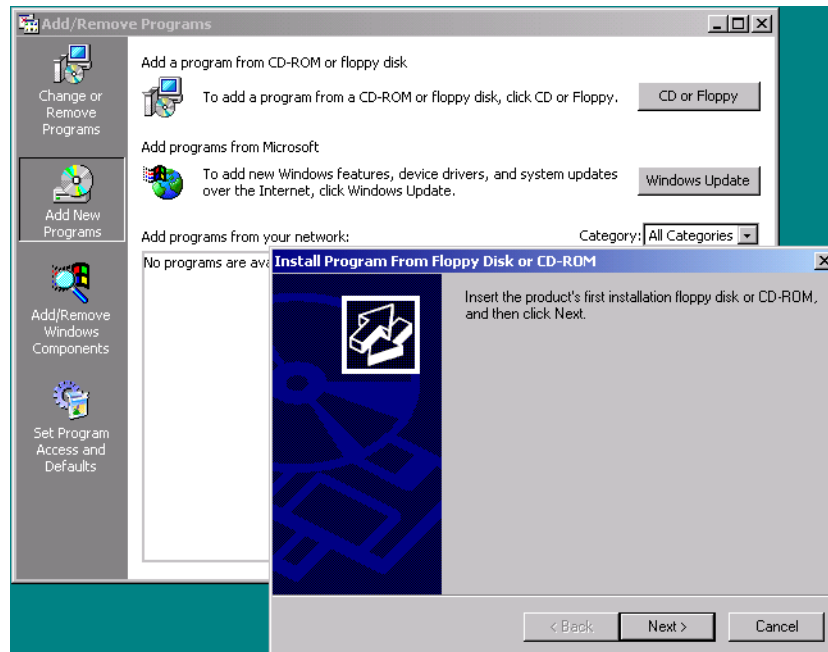 Add/Remove Programs
Change or
Remove
Programs
Add New
Programs
Add/Remove
Windows
Components
Set Program
Access and
Defaults
Add a program from CD-ROM or floppy disk
To add a program from a CD-ROM or floppy disk, click CD or Floppy.
CD or Floppy
Add programs from Microsoft
To add new Windows features, device drivers, and system updates
over the Internet, click Windows Update.
Windows Update
Add programs from your network:
Category: All Categories
No programs are
Install Program From Floppy Disk or CD-ROM
Insert the product's first installation floppy disk or CD-ROM,
and then click Next.
< Back
Next >
Cancel